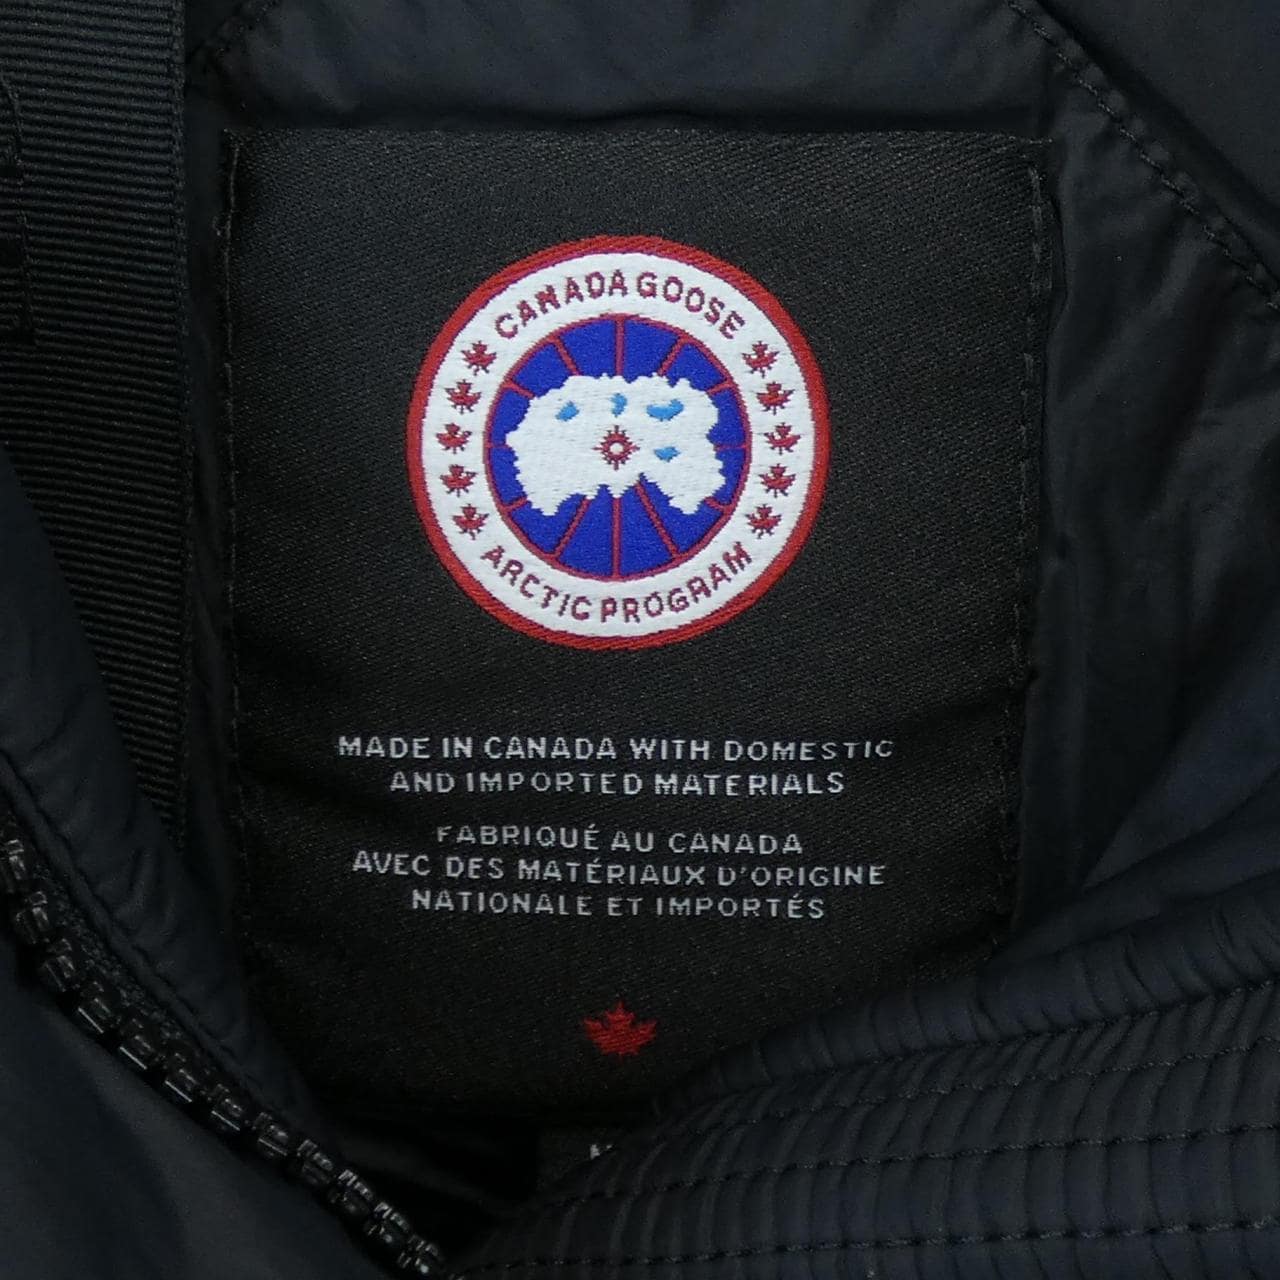 CANADA GOOSE
ARCTIC PROGRAM
MADE IN CANADA WITH DOMESTIC
AND IMPORTED MATERIALS
FABRIQUÉ AU CANADA
AVEC DES MATÉRIAUX D'ORIGINE
NATIONALE ET IMPORTÉS